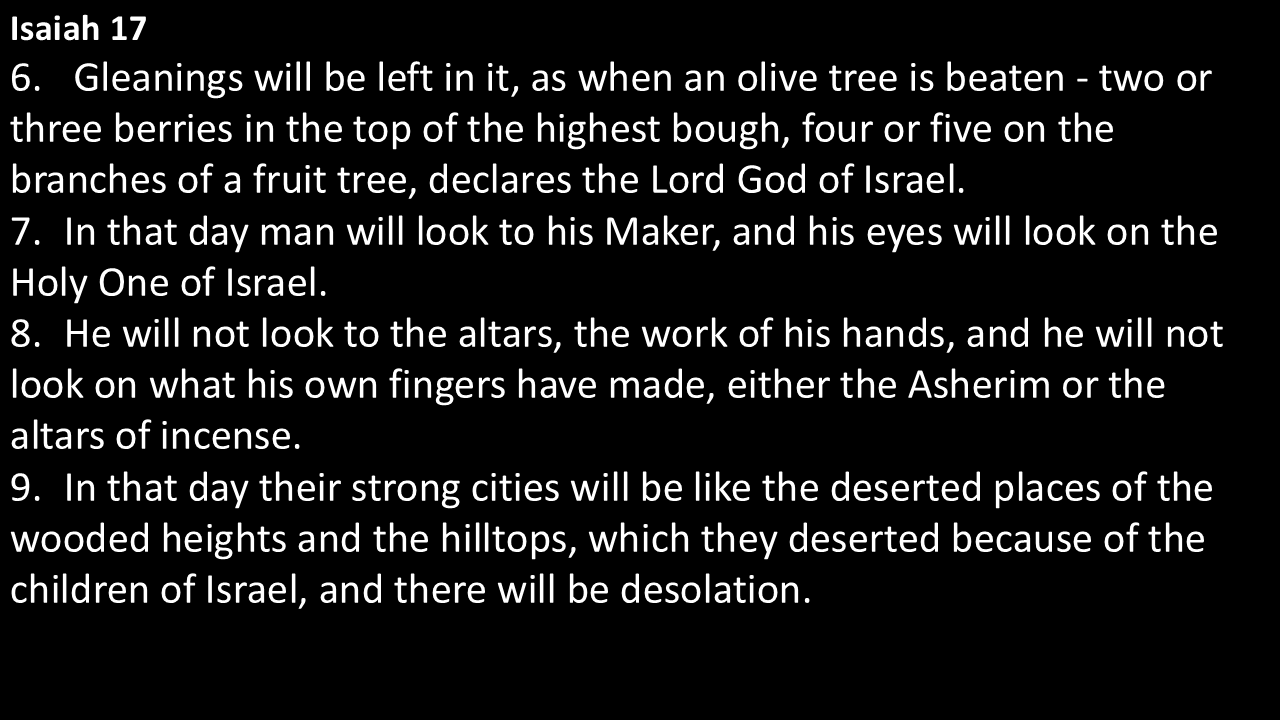 Isaiah 17
6. Gleanings will be left in it, as when an olive tree is beaten - two or
three berries in the top of the highest bough, four or five on the
branches of a fruit tree, declares the Lord God of Israel.
7. In that day man will look to his Maker, and his eyes will look on the
Holy One of Israel.
8. He will not look to the altars, the work of his hands, and he will not
look on what his own fingers have made, either the Asherim or the
altars of incense.
9. In that day their strong cities will be like the deserted places of the
wooded heights and the hilltops, which they deserted because of the
children of Israel, and there will be desolation.